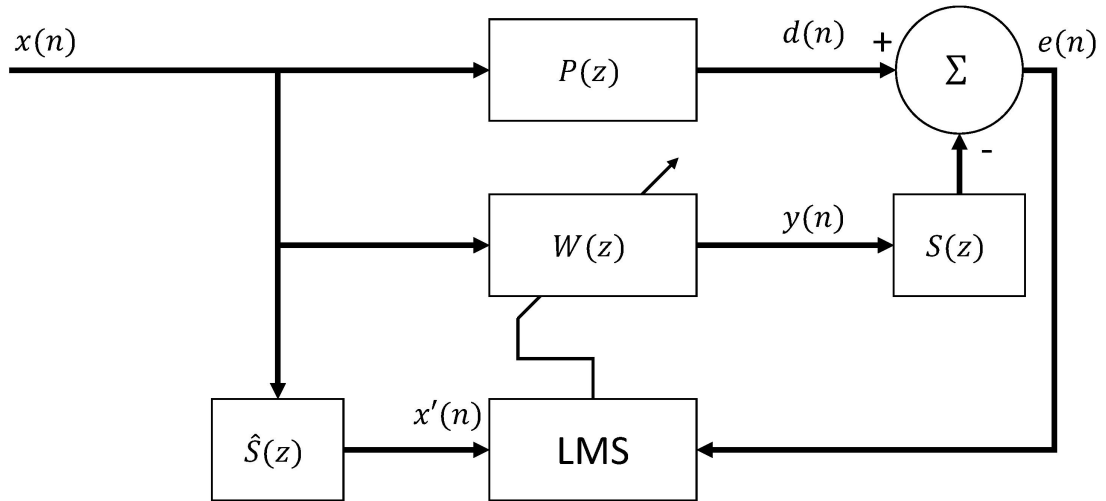 x(n)
P(z)
d(n)
+
Σ
e(n)
-
W(z)
y(n)
S(z)
Ŝ(z)
x′(n)
LMS